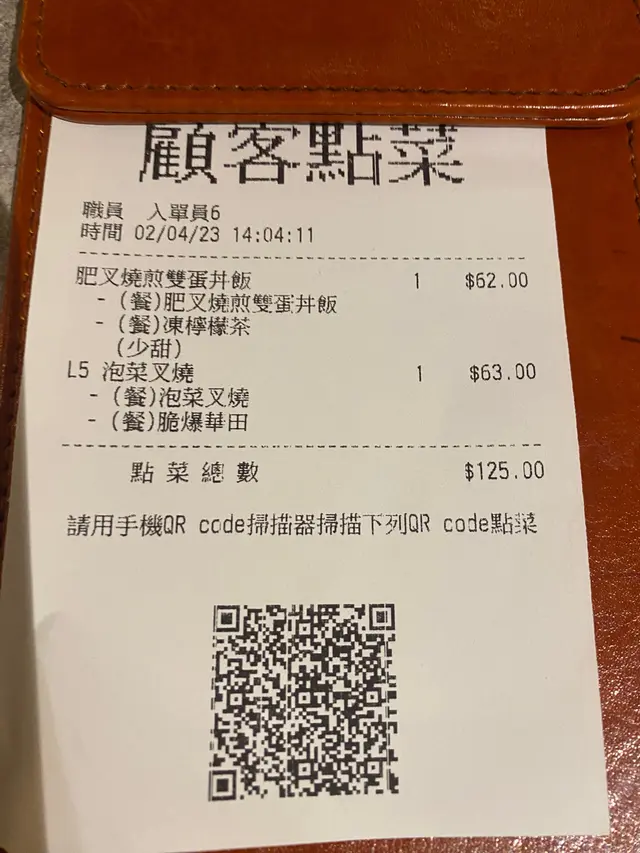 顧客點菜
職員 入單員6
時間 02/04/23 14:04:11
肥叉燒煎雙蛋丼飯 1 $62.00
- (餐)肥叉燒煎雙蛋丼飯
- (餐)凍檸檬茶
(少甜)
L5 泡菜叉燒 1 $63.00
- (餐)泡菜叉燒
- (餐)脆爆華田
點菜總數 $125.00
請用手機QR code掃描器掃描下列QR code點菜